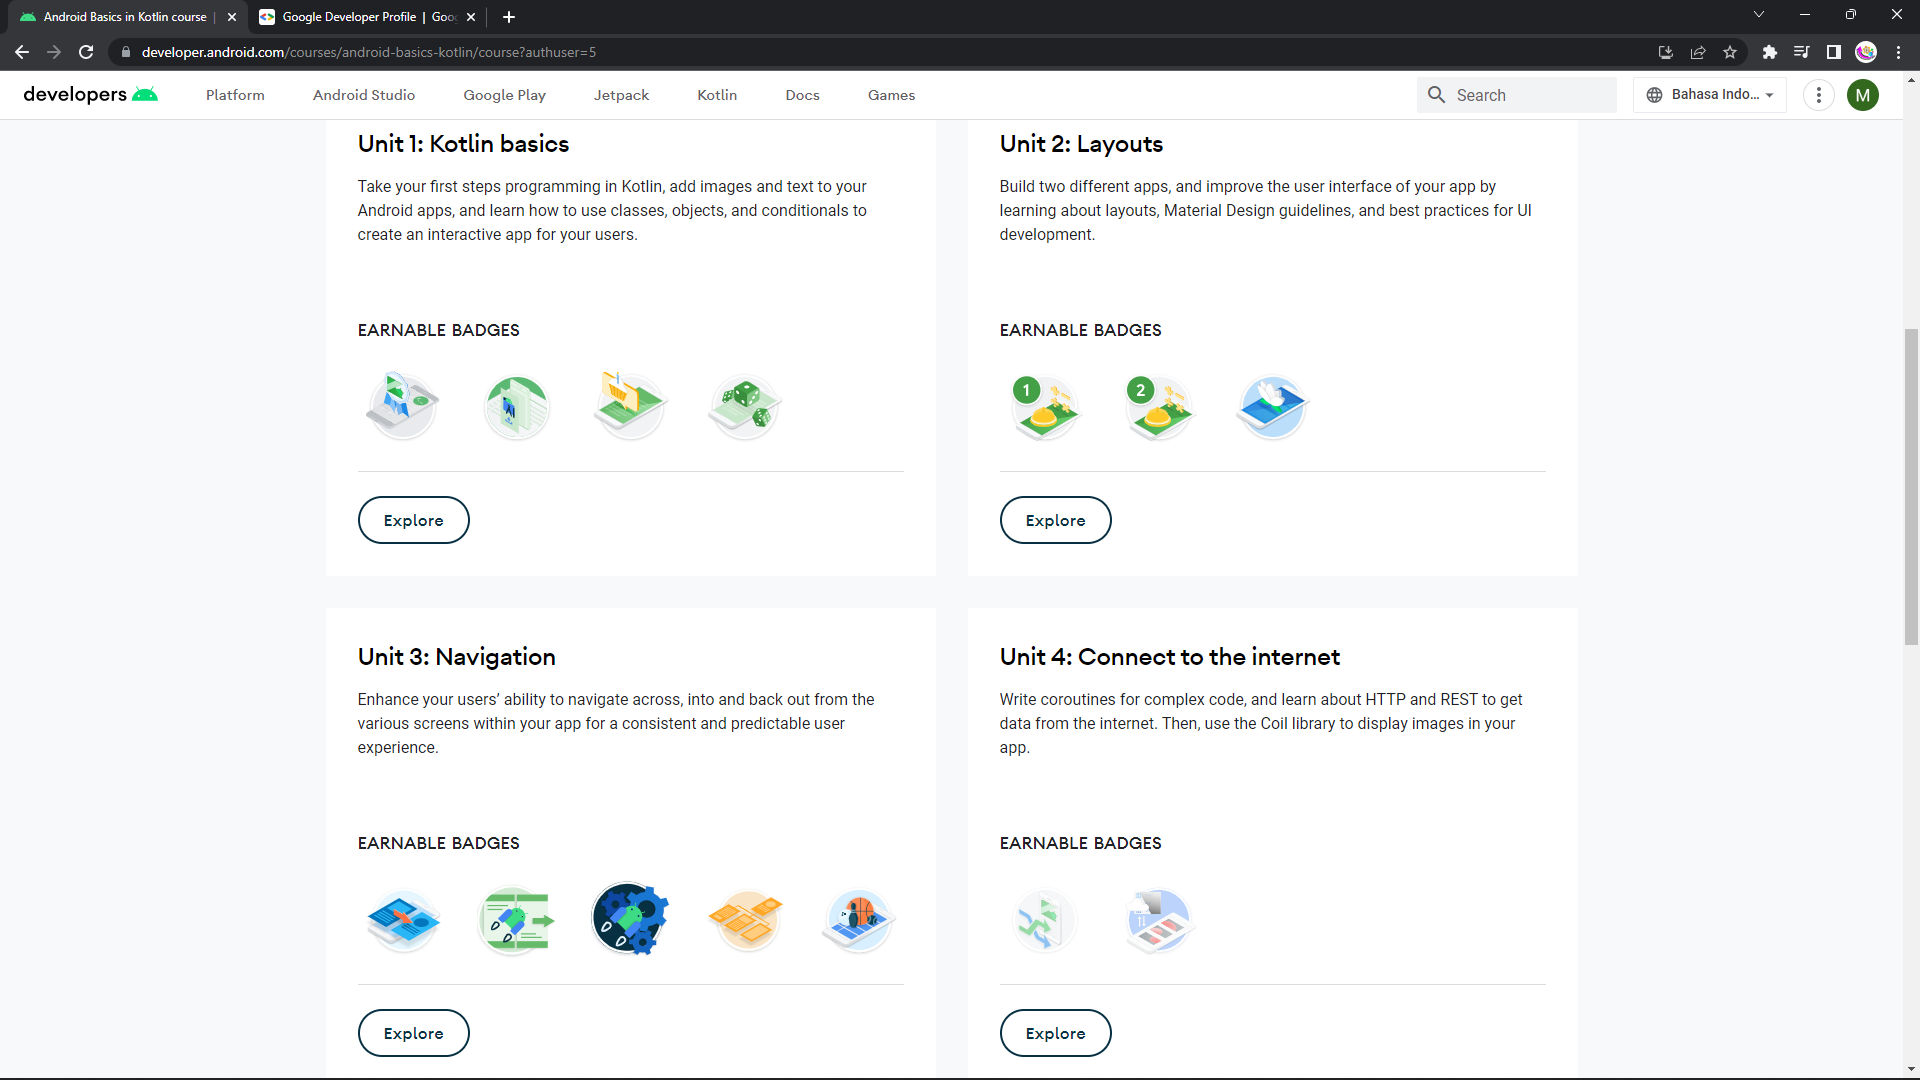 Android Basics in Kotlin course
Google Developer Profile | Goog
developer.android.com/courses/android-basics-kotlin/course?authuser=5
developers
Platform
Android Studio
Google Play
Jetpack
Kotlin
Docs
Games
Search
Bahasa Indo...
M
Unit 1: Kotlin basics
Take your first steps programming in Kotlin, add images and text to your
Android apps, and learn how to use classes, objects, and conditionals to
create an interactive app for your users.
EARNABLE BADGES
Explore
Unit 2: Layouts
Build two different apps, and improve the user interface of your app by
learning about layouts, Material Design guidelines, and best practices for UI
development.
EARNABLE BADGES
1
2
Explore
Unit 3: Navigation
Enhance your users’ ability to navigate across, into and back out from the
various screens within your app for a consistent and predictable user
experience.
EARNABLE BADGES
Explore
Unit 4: Connect to the internet
Write coroutines for complex code, and learn about HTTP and REST to get
data from the internet. Then, use the Coil library to display images in your
app.
EARNABLE BADGES
Explore